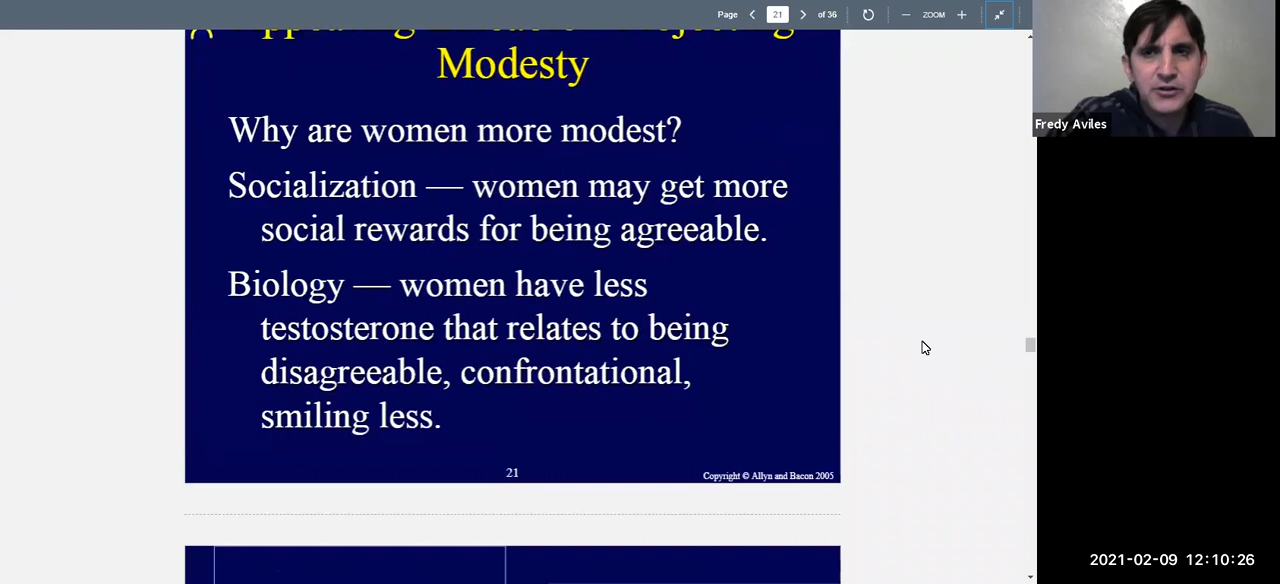 Page 21 of 36 ZOOM
Modesty
Why are women more modest?
Socialization — women may get more
social rewards for being agreeable.
Biology — women have less
testosterone that relates to being
disagreeable, confrontational,
smiling less.
21
Copyright © Allyn and Bacon 2005
Fredy Aviles
2021-02-09 12:10:26